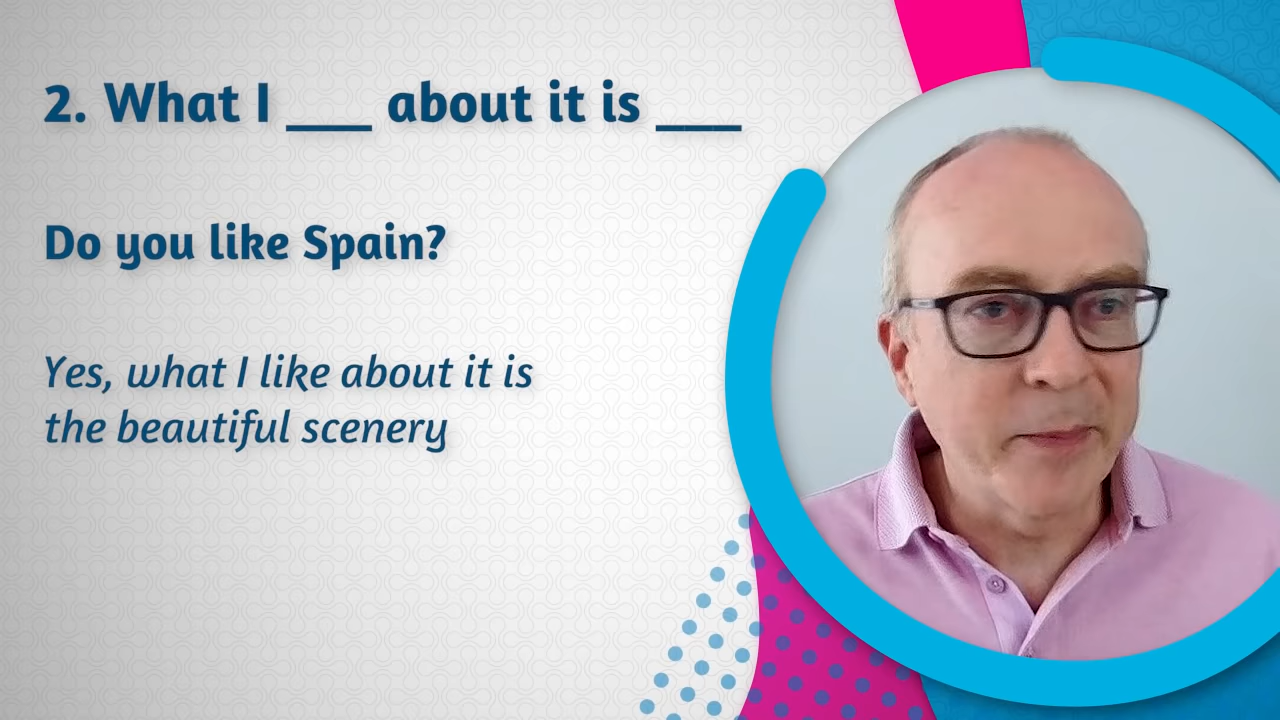 2. What I ___ about it is ___
Do you like Spain?
Yes, what I like about it is
the beautiful scenery